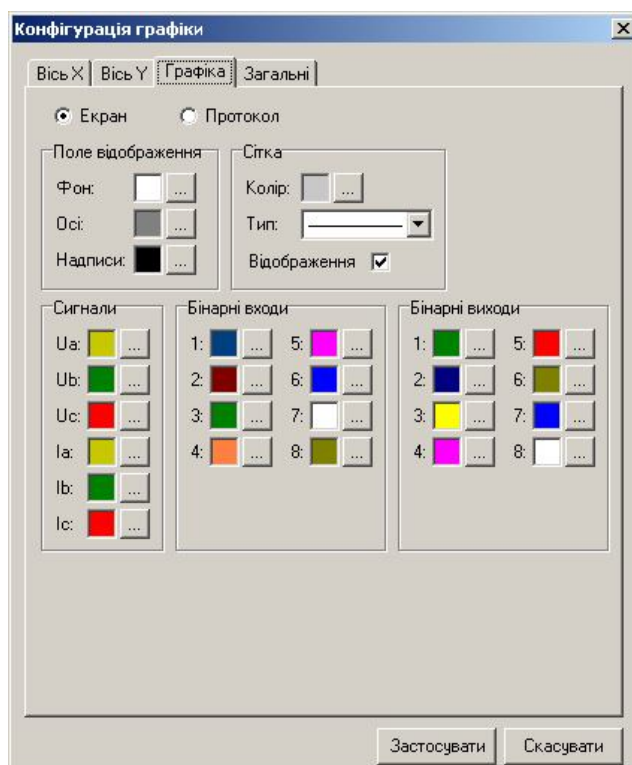 Конфігурація графіки
Вісь X Вісь Y Графіка Загальні
Екран Протокол
Поле відображення Сітка
Фон: ... Колір: ...
Осі: ... Тип:
Надписи: ... Відображення
Сигнали Бінарні входи Бінарні виходи
Ua: ... 1: ... 5: ... 1: ... 5: ...
Ub: ... 2: ... 6: ... 2: ... 6: ...
Uc: ... 3: ... 7: ... 3: ... 7: ...
Ia: ... 4: ... 8: ... 4: ... 8: ...
Ib: ...
Ic: ...
Застосувати Скасувати